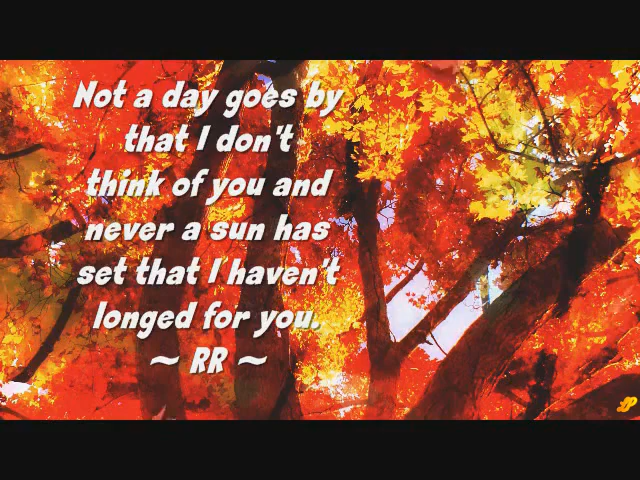 Not a day goes by
that I don't
think of you and
never a sun has
set that I haven't
longed for you.
~ RR ~